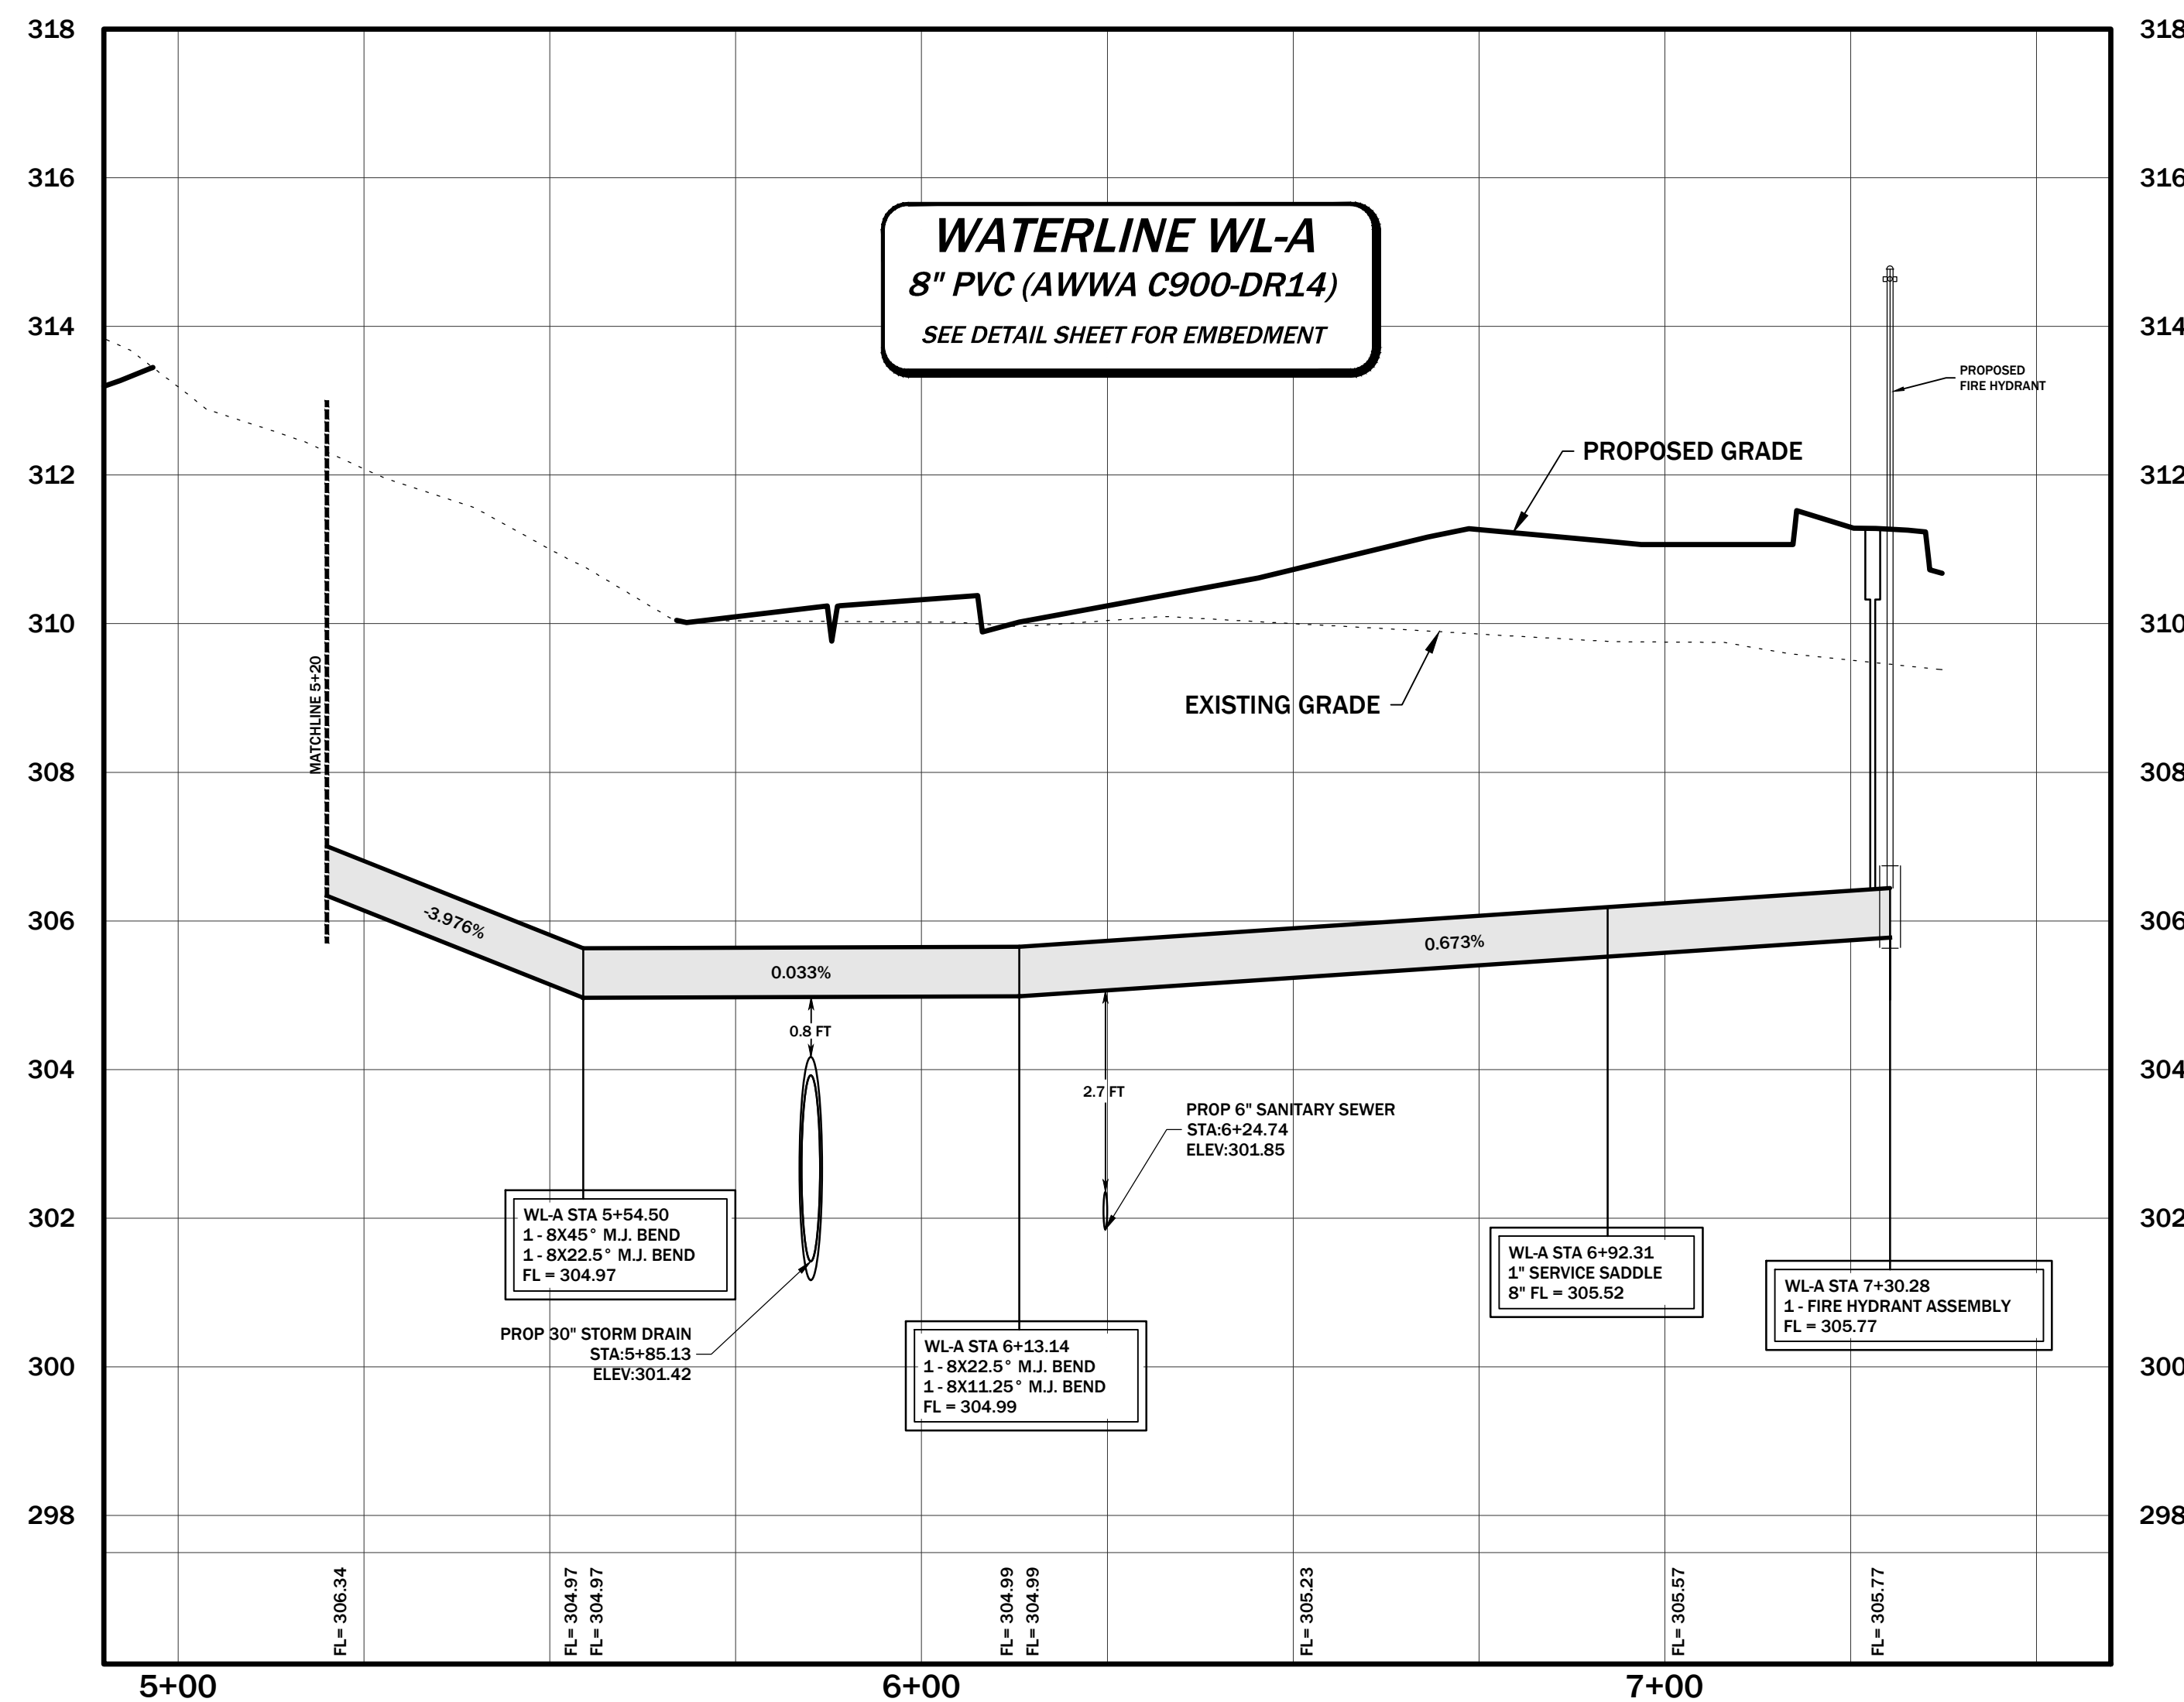 318
318
316
316
WATERLINE WL-A
8" PVC (AWWA C900-DR14)
SEE DETAIL SHEET FOR EMBEDMENT
314
314
PROPOSED
FIRE HYDRANT
PROPOSED GRADE
312
312
310
310
MATCHLINE 5+20
EXISTING GRADE
308
308
306
306
-3.976%
0.033%
0.673%
0.8 FT
304
304
2.7 FT
PROP 6" SANITARY SEWER
STA:6+24.74
ELEV:301.85
302
302
WL-A STA 5+54.50
1 - 8X45° M.J. BEND
1 - 8X22.5° M.J. BEND
FL = 304.97
WL-A STA 6+92.31
1" SERVICE SADDLE
8" FL = 305.52
WL-A STA 7+30.28
1 - FIRE HYDRANT ASSEMBLY
FL = 305.77
PROP 30" STORM DRAIN
STA:5+85.13
ELEV:301.42
WL-A STA 6+13.14
1 - 8X22.5° M.J. BEND
1 - 8X11.25° M.J. BEND
FL = 304.99
300
300
298
298
FL= 306.34
FL= 304.97
FL= 304.97
FL= 304.99
FL= 304.99
FL= 305.23
FL= 305.57
FL= 305.77
5+00
6+00
7+00